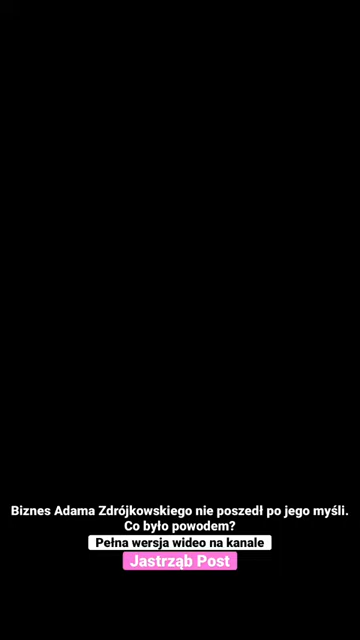 Biznes Adama Zdrójkowskiego nie poszedł po jego myśli.
Co było powodem?
Pełna wersja wideo na kanale
Jastrząb Post